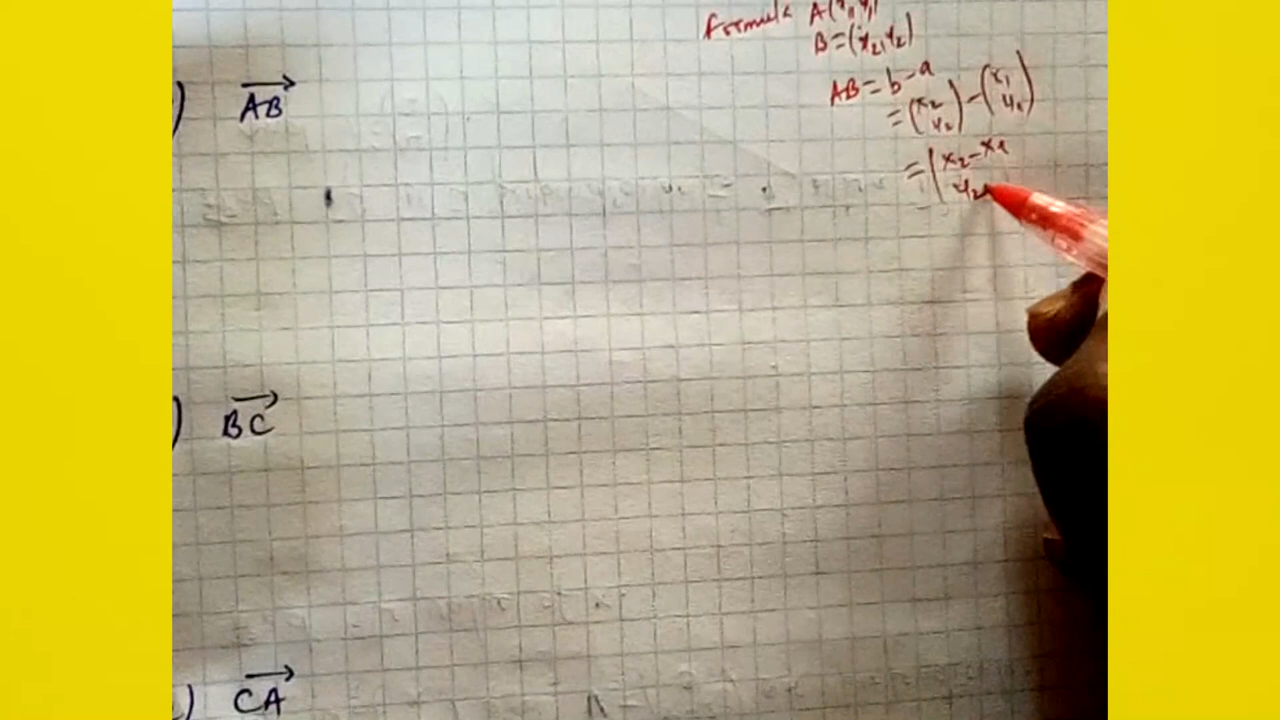 Formula A(x1, y1)
B=(x2, y2)
) AB
AB = b-a
= (x2 y2) - (x1 y1)
= (x2-x1
y2
) BC
) CA